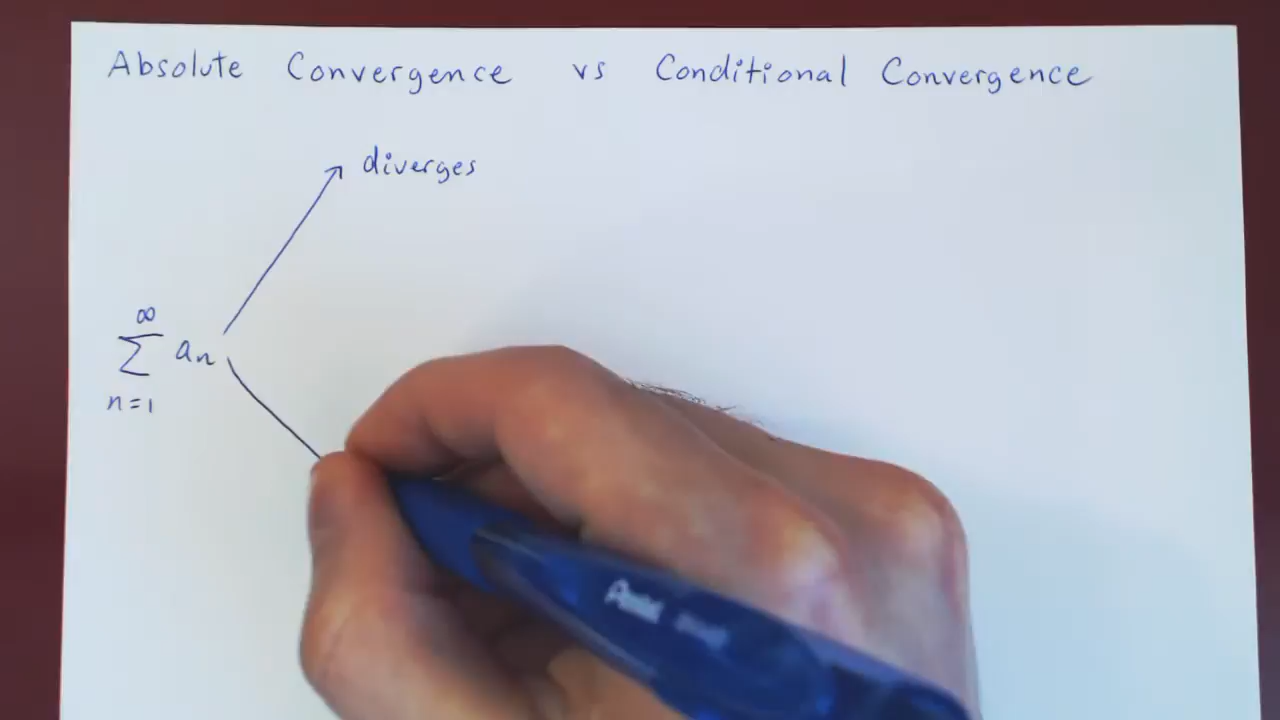 Absolute Convergence vs Conditional Convergence
diverges
∞
∑ an
n=1